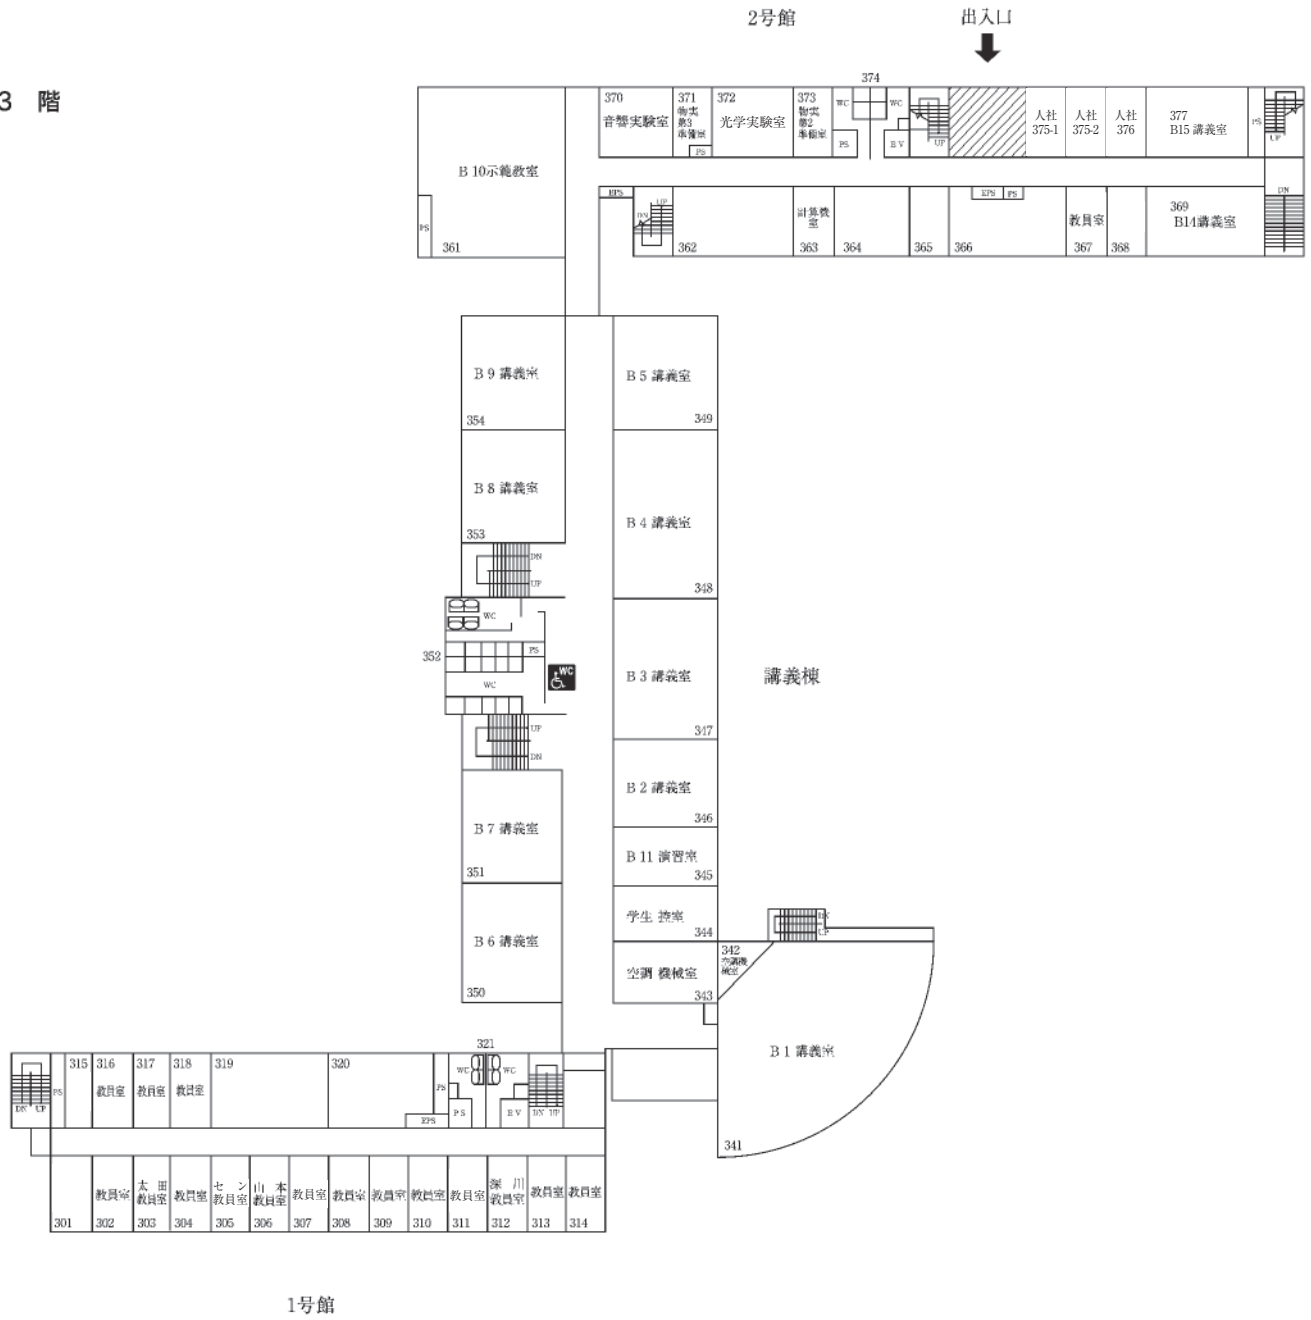 2号館
出入口
3 階
374
370
音響実験室
371
物実
第3
準備室
PS
372
光学実験室
373
物実
第2
準備室
WC
WC
PS
EV
UP
人社
375-1
人社
375-2
人社
376
377
B15 講義室
PS
UP
B 10示範教室
PS
361
EPS
DN
UP
362
計算機
室
363
364
365
EPS
PS
366
教員室
367
368
369
B14講義室
DN
B 9 講義室
354
B 5 講義室
349
B 8 講義室
353
B 4 講義室
348
DN
UP
WC
352
PS
WC
WC
UP
DN
B 3 講義室
347
講義棟
B 2 講義室
346
B 7 講義室
351
B 11 演習室
345
学生 控室
344
B 6 講義室
350
空調 機械室
343
342
空調機
械室
DN
UP
B 1 講義室
341
315
PS
DN UP
316
教員室
317
教員室
318
教員室
319
320
PS
EPS
321
WC
WC
PS
EV
DN UP
301
教員室
302
太 田
教員室
303
教員室
304
セ ン
教員室
305
山 本
教員室
306
教員室
307
教員室
308
教員室
309
教員室
310
教員室
311
深 川
教員室
312
教員室
313
教員室
314
1号館